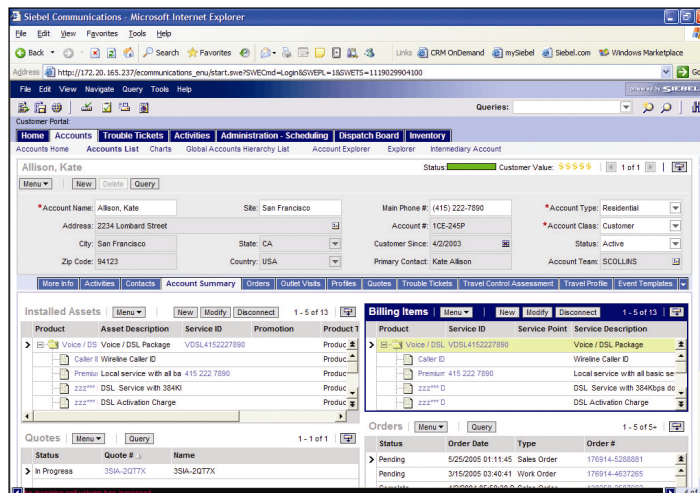 Siebel Communications - Microsoft Internet Explorer
File Edit View Favorites Tools Help
Back Search Favorites Links CRM OnDemand mySiebel Siebel.com Windows Marketplace
Address http://172.20.165.237/ecommunications_enu/start.swe?SWECmd=Login&SWEPL=1&SWETS=1119029904100 Go
File Edit View Navigate Query Tools Help powered by SIEBEL
Queries:
Customer Portal:
Home Accounts Trouble Tickets Activities Administration - Scheduling Dispatch Board Inventory
Accounts Home Accounts List Charts Global Accounts Hierarchy List Account Explorer Explorer Intermediary Account
Allison, Kate Status: Customer Value: $$$$$ 1 of 1
Menu New Delete Query
*Account Name: Allison, Kate Site: San Francisco Main Phone #: (415) 222-7890 *Account Type: Residential
Address: 2234 Lombard Street Account #: 1CE-245P *Account Class: Customer
City: San Francisco State: CA Customer Since: 4/2/2003 Status: Active
Zip Code: 94123 Country: USA Primary Contact: Kate Allison Account Team: SCOLLINS
More Info Activities Contacts Account Summary Orders Outlet Visits Profiles Quotes Trouble Tickets Travel Control Assessment Travel Profile Event Templates
Installed Assets Menu New Modify Disconnect 1 - 5 of 13
Product Asset Description Service ID Promotion Product T
Voice / DS Voice / DSL Package VDSL4152227890 Produc
Caller II Wireline Caller ID Produc
Premiu Local service with all ba 415 222 7890 Produc
zzz*** DSL Service with 384Kl Produc
zzz*** DSL Activation Charge Produc
Billing Items Menu New Modify Disconnect 1 - 5 of 13
Product Service ID Service Point Service Description
Voice / DSL VDSL4152227890 Voice / DSL Package
Caller ID Wireline Caller ID
Premium 415 222 7890 Local service with all basic se
zzz*** D DSL Service with 384Kbps do
zzz*** D DSL Activation Charge
Quotes Menu Query 1 - 1 of 1
Status Quote # Name
In Progress 3SIA-2QT7X 3SIA-2QT7X
Orders Menu Query 1 - 5 of 5+
Status Order Date Type Order #
Pending 5/25/2005 01:11:45 Sales Order 176914-5288881
Pending 3/15/2005 03:40:41 Work Order 176914-4637265